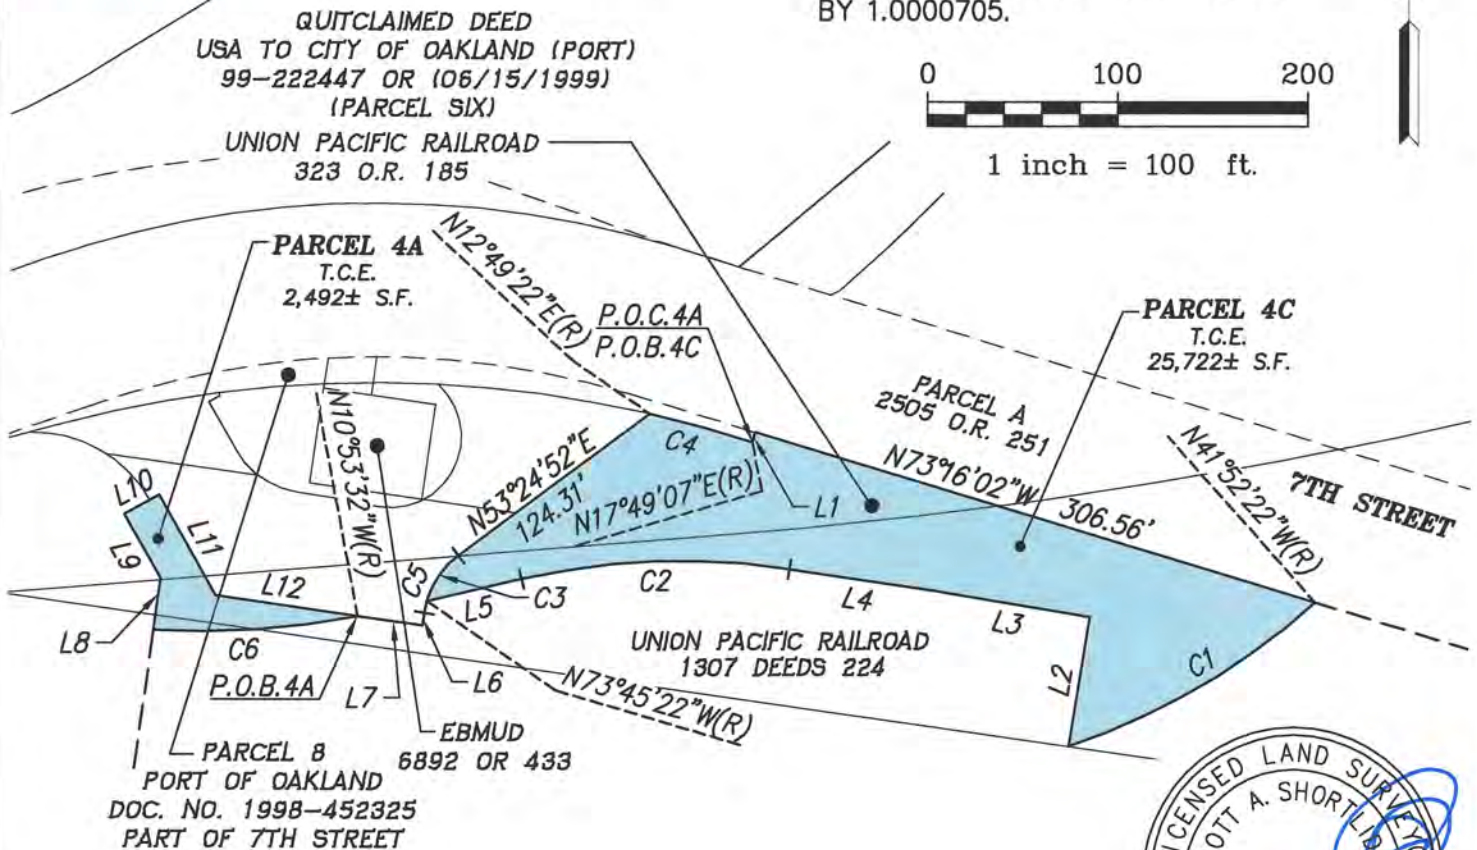 QUITCLAIMED DEED
USA TO CITY OF OAKLAND (PORT)
99-222447 OR (06/15/1999)
(PARCEL SIX)
UNION PACIFIC RAILROAD
323 O.R. 185
BY 1.0000705.
0 100 200
1 inch = 100 ft.
PARCEL 4A
T.C.E.
2,492± S.F.
N12°49'22"E(R)
P.O.C.4A
P.O.B.4C
PARCEL 4C
T.C.E.
25,722± S.F.
PARCEL A
2505 O.R. 251
N73°16'02"W
306.56'
N41°52'22"W(R)
7TH STREET
C4
N53°24'52"E
124.31'
N17°49'07"E(R)
L1
N10°53'32"W(R)
L10
L9
L11
L12
C5
L5
C3
C2
L4
L3
L2
C1
L8
C6
P.O.B.4A
L7
L6
UNION PACIFIC RAILROAD
1307 DEEDS 224
N73°45'22"W(R)
EBMUD
6892 OR 433
PARCEL 8
PORT OF OAKLAND
DOC. NO. 1998-452325
PART OF 7TH STREET
LICENSED LAND SURVEYO
OTT A. SHORTLID